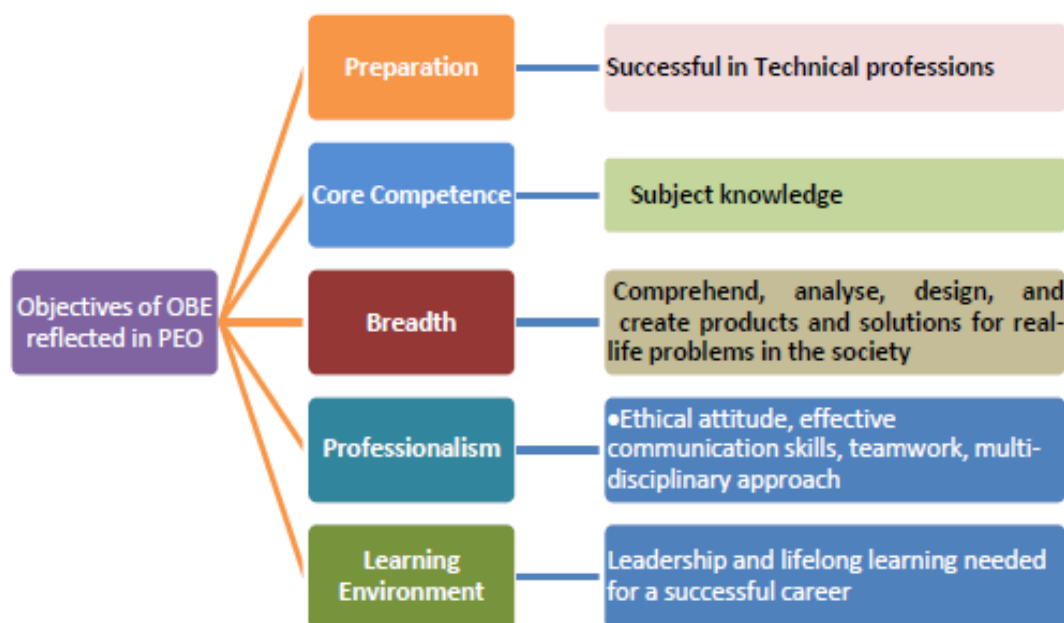 Preparation
Successful in Technical professions
Core Competence
Subject knowledge
Objectives of OBE
reflected in PEO
Breadth
Comprehend, analyse, design, and
create products and solutions for real-
life problems in the society
Professionalism
•Ethical attitude, effective
communication skills, teamwork, multi-
disciplinary approach
Learning
Environment
Leadership and lifelong learning needed
for a successful career